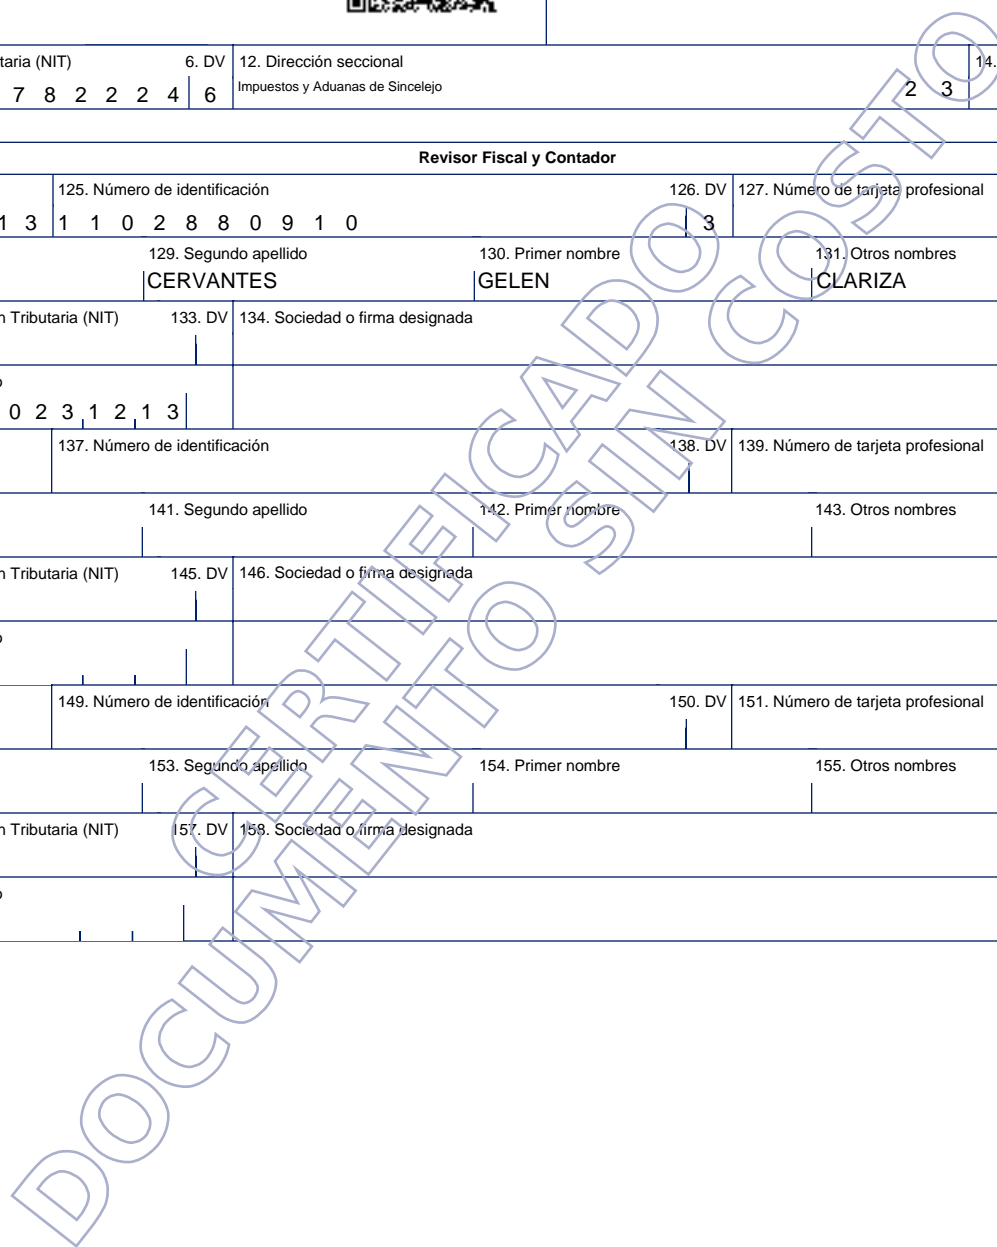 taria (NIT) 6. DV 12. Dirección seccional 14.
7 8 2 2 2 4 6 Impuestos y Aduanas de Sincelejo 2 3
Revisor Fiscal y Contador
125. Número de identificación 126. DV 127. Número de tarjeta profesional
1 3 1 1 0 2 8 8 0 9 1 0 3
129. Segundo apellido 130. Primer nombre 131. Otros nombres
CERVANTES GELEN CLARIZA
n Tributaria (NIT) 133. DV 134. Sociedad o firma designada
o
0 2 3 1 2 1 3
137. Número de identificación 138. DV 139. Número de tarjeta profesional
141. Segundo apellido 142. Primer nombre 143. Otros nombres
n Tributaria (NIT) 145. DV 146. Sociedad o firma designada
o
149. Número de identificación 150. DV 151. Número de tarjeta profesional
153. Segundo apellido 154. Primer nombre 155. Otros nombres
n Tributaria (NIT) 157. DV 158. Sociedad o firma designada
o
CERTIFICADO
DOCUMENTO SIN COSTO